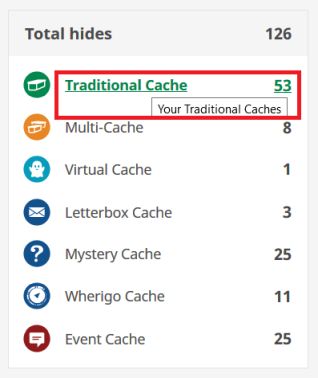 Total hides 126
Traditional Cache 53
Your Traditional Caches
Multi-Cache 8
Virtual Cache 1
Letterbox Cache 3
Mystery Cache 25
Wherigo Cache 11
Event Cache 25